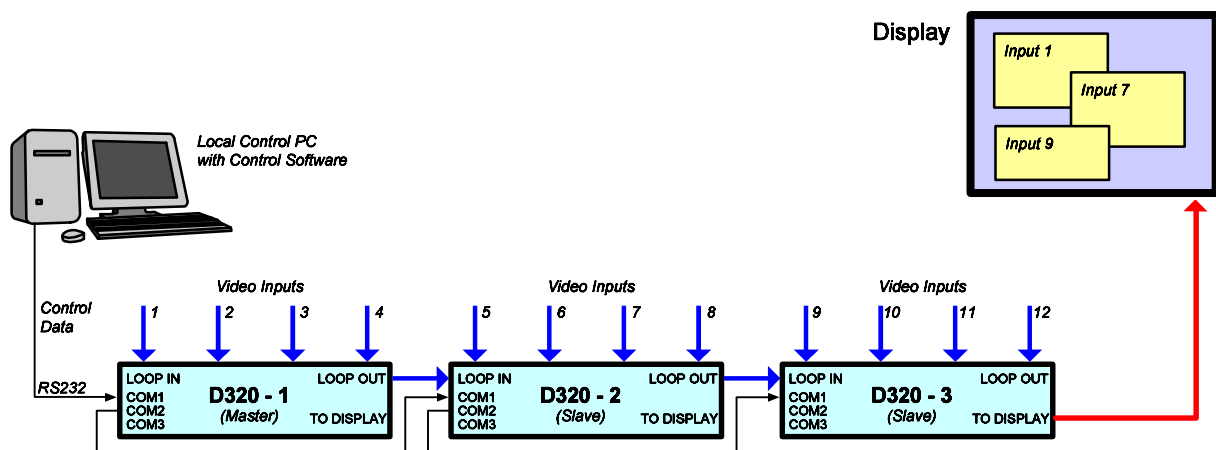 Display
Input 1
Input 7
Input 9
Local Control PC
with Control Software
Control
Data
RS232
Video Inputs
1 2 3 4
Video Inputs
5 6 7 8
Video Inputs
9 10 11 12
LOOP IN
LOOP OUT
D320 - 1
(Master)
COM1
COM2
COM3
TO DISPLAY
LOOP IN
LOOP OUT
D320 - 2
(Slave)
COM1
COM2
COM3
TO DISPLAY
LOOP IN
LOOP OUT
D320 - 3
(Slave)
COM1
COM2
COM3
TO DISPLAY